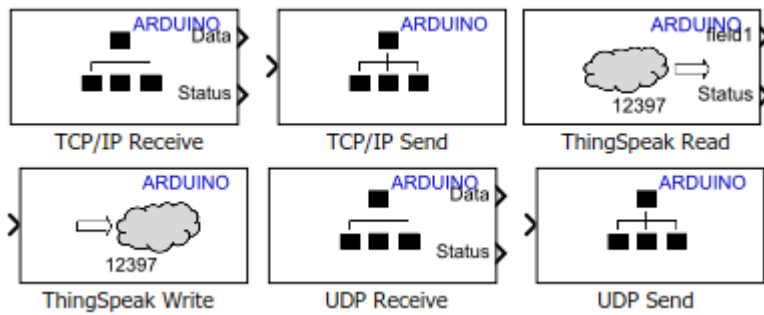 ARDUINO
Data
Status
TCP/IP Receive
ARDUINO
TCP/IP Send
ARDUINO
field1
Status
12397
ThingSpeak Read
ARDUINO
12397
ThingSpeak Write
ARDUINO
Data
Status
UDP Receive
ARDUINO
UDP Send